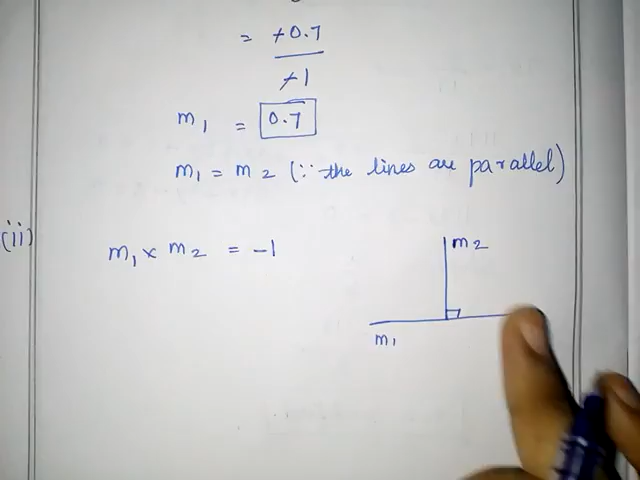 = +0.7
+1
m1 = 0.7
m1 = m2 (∵ the lines are parallel)
(ii) m1 × m2 = -1
m2
m1